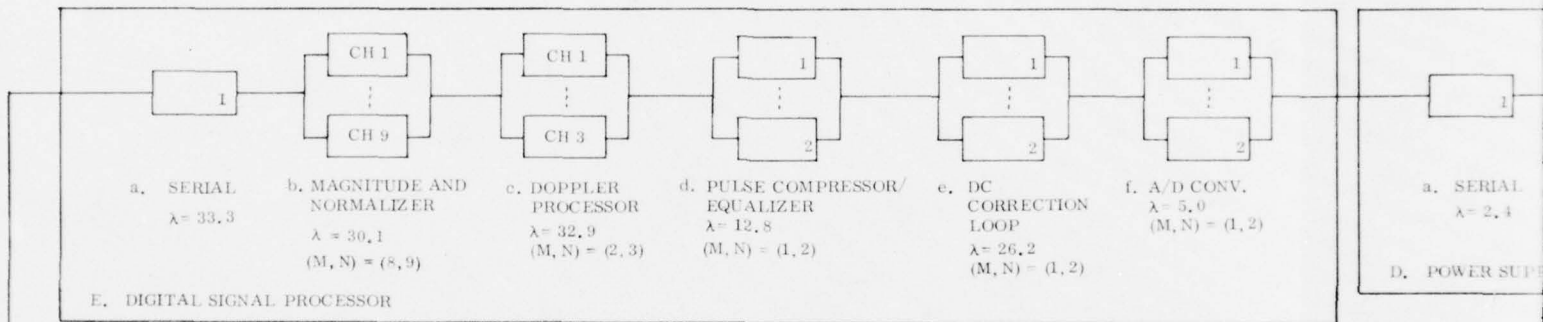 1
CH 1
CH 9
CH 1
CH 3
1
2
1
2
1
2
1
a. SERIAL
λ= 33.3
b. MAGNITUDE AND
NORMALIZER
λ = 30.1
(M, N) = (8, 9)
c. DOPPLER
PROCESSOR
λ= 32.9
(M, N) = (2, 3)
d. PULSE COMPRESSOR/
EQUALIZER
λ= 12.8
(M, N) = (1, 2)
e. DC
CORRECTION
LOOP
λ= 26.2
(M, N) = (1, 2)
f. A/D CONV.
λ= 5.0
(M, N) = (1, 2)
a. SERIAL
λ= 2.4
E. DIGITAL SIGNAL PROCESSOR
D. POWER SUP